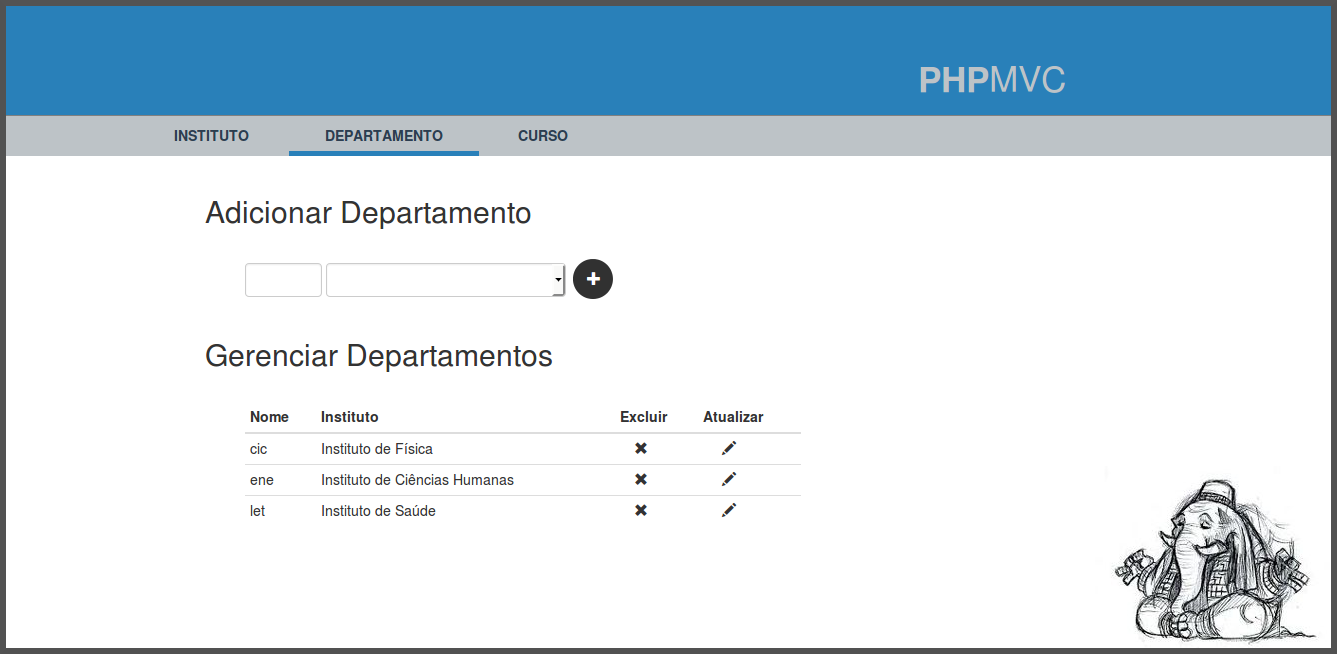 PHPMVC
INSTITUTO DEPARTAMENTO CURSO
Adicionar Departamento
Gerenciar Departamentos
Nome Instituto Excluir Atualizar
cic Instituto de Física
ene Instituto de Ciências Humanas
let Instituto de Saúde